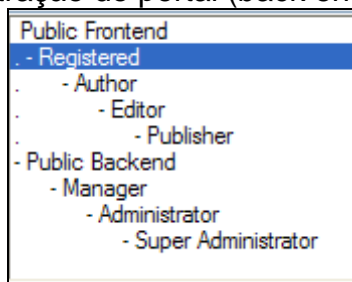 Public Frontend
. - Registered
. - Author
. - Editor
. - Publisher
- Public Backend
- Manager
- Administrator
- Super Administrator